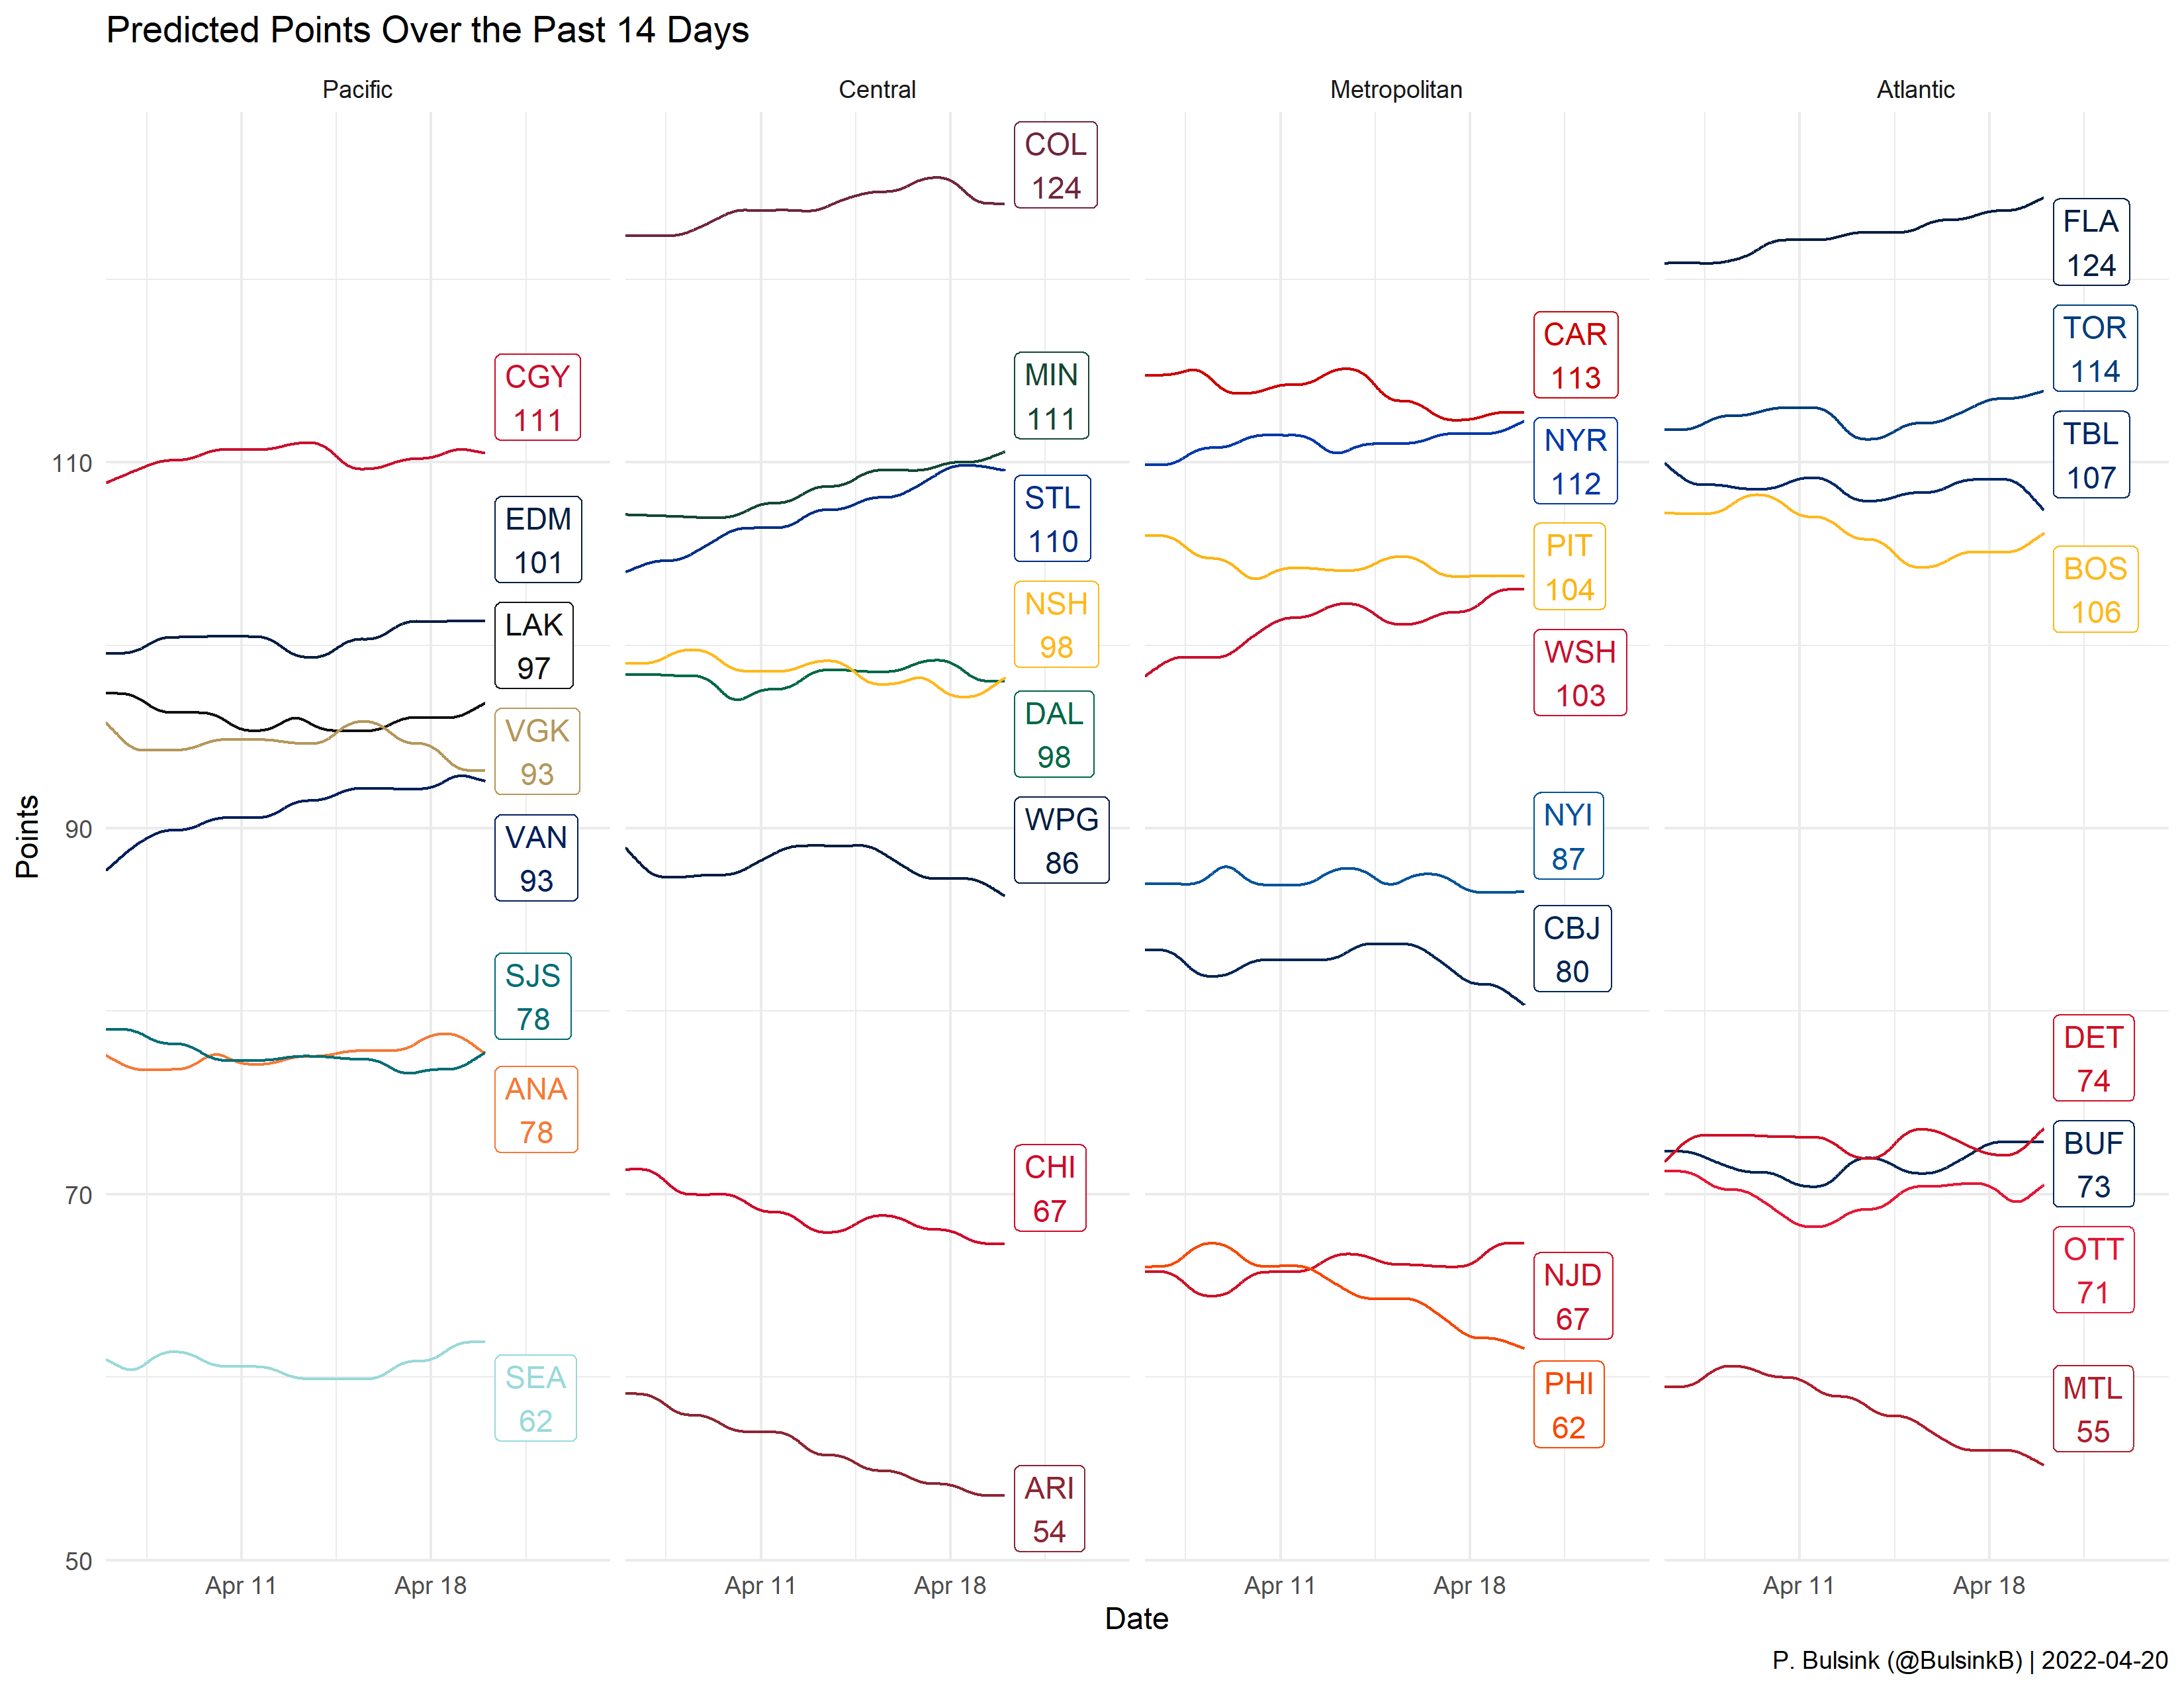 Predicted Points Over the Past 14 Days
Pacific
Central
Metropolitan
Atlantic
Points
110
90
70
50
CGY
111
EDM
101
LAK
97
VGK
93
VAN
93
SJS
78
ANA
78
SEA
62
COL
124
MIN
111
STL
110
NSH
98
DAL
98
WPG
86
CHI
67
ARI
54
CAR
113
NYR
112
PIT
104
WSH
103
NYI
87
CBJ
80
NJD
67
PHI
62
FLA
124
TOR
114
TBL
107
BOS
106
DET
74
BUF
73
OTT
71
MTL
55
Apr 11
Apr 18
Apr 11
Apr 18
Apr 11
Apr 18
Apr 11
Apr 18
Date
P. Bulsink (@BulsinkB) | 2022-04-20